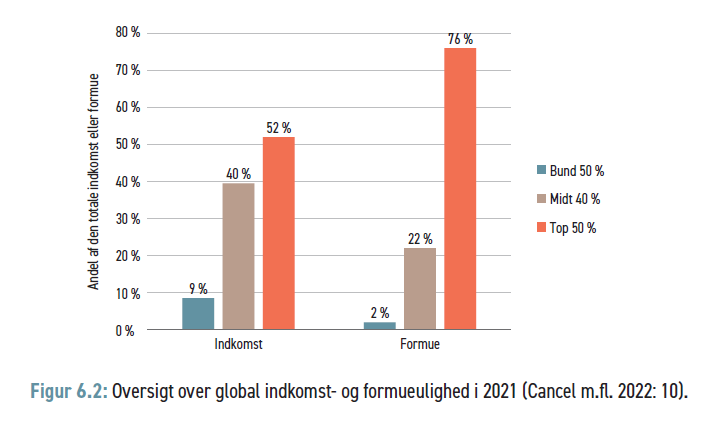 80 %
70 %
60 %
50 %
40 %
30 %
20 %
10 %
0 %
Andel af den totale indkomst eller formue
9 %
40 %
52 %
2 %
22 %
76 %
Indkomst
Formue
Bund 50 %
Midt 40 %
Top 50 %
Figur 6.2: Oversigt over global indkomst- og formueulighed i 2021 (Cancel m.fl. 2022: 10).